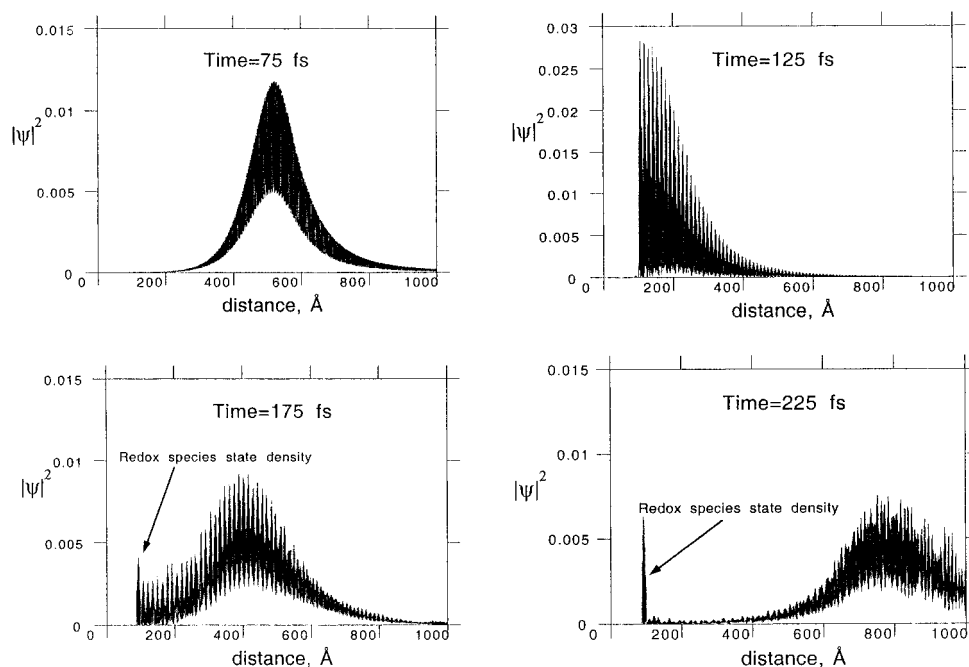 0.015
Time=75 fs
0.01
|ψ|²
0.005
0
0 200 400 600 800 1000
distance, Å
0.03
Time=125 fs
0.025
0.02
|ψ|²
0.015
0.01
0.005
0
0 200 400 600 800 1000
distance, Å
0.015
Time=175 fs
Redox species state density
0.01
|ψ|²
0.005
0
0 200 400 600 800 1000
distance, Å
0.015
Time=225 fs
0.01
|ψ|²
Redox species state density
0.005
0
0 200 400 600 800 1000
distance, Å